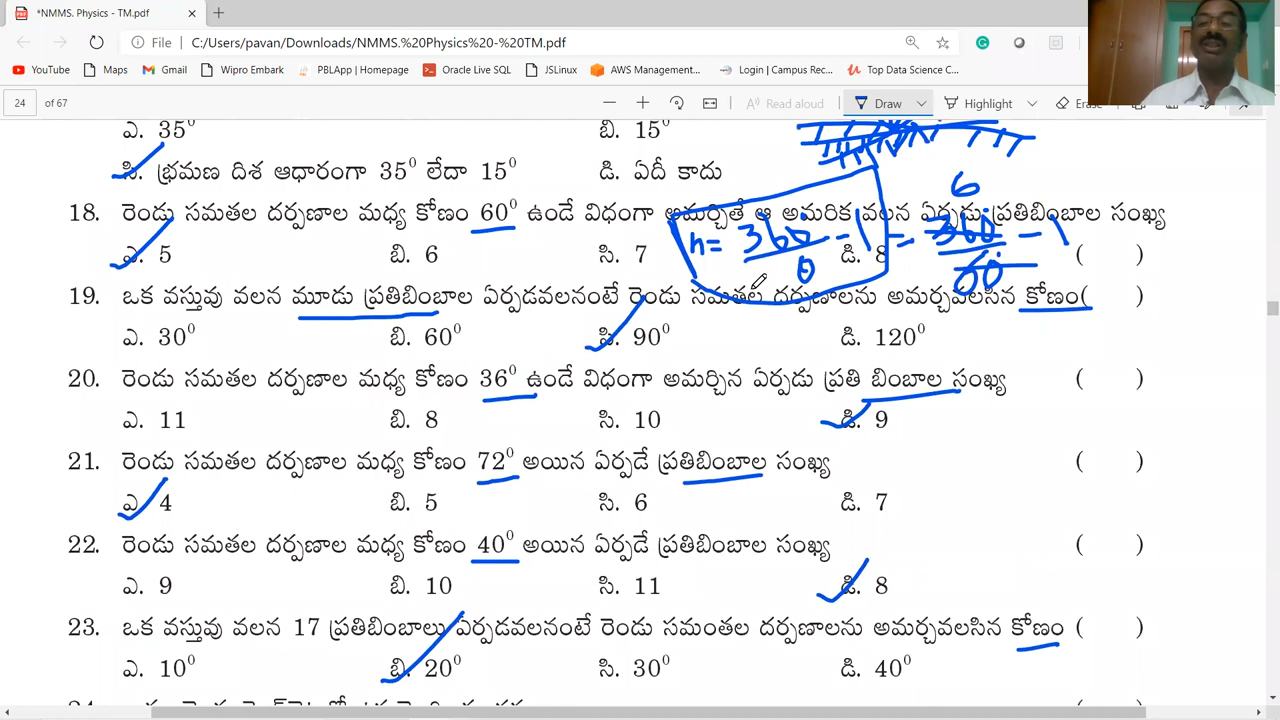 *NMMS. Physics - TM.pdf
File C:/Users/pavan/Downloads/NMMS.%20Physics%20-%20TM.pdf
YouTube Maps Gmail Wipro Embark PBLApp | Homepage Oracle Live SQL JSLinux AWS Management... Login | Campus Rec... Top Data Science C...
24 of 67 Read aloud Draw Highlight Erase
ఎ. 35⁰ బి. 15⁰
సి. భ్రమణ దిశ ఆధారంగా 35⁰ లేదా 15⁰ డి. ఏదీ కాదు
6
18. రెండు సమతల దర్పణాల మధ్య కోణం 60⁰ ఉండే విధంగా అమర్చితే ఆ అమరిక వలన ఏర్పడు ప్రతిబింబాల సంఖ్య
n = 360/θ - 1 = 360/60 - 1
ఎ. 5 బి. 6 సి. 7 డి. 8 ( )
19. ఒక వస్తువు వలన మూడు ప్రతిబింబాల ఏర్పడవలనంటే రెండు సమతల దర్పణాలను అమర్చవలసిన కోణం( )
ఎ. 30⁰ బి. 60⁰ సి. 90⁰ డి. 120⁰
20. రెండు సమతల దర్పణాల మధ్య కోణం 36⁰ ఉండే విధంగా అమర్చిన ఏర్పడు ప్రతి బింబాల సంఖ్య ( )
ఎ. 11 బి. 8 సి. 10 డి. 9
21. రెండు సమతల దర్పణాల మధ్య కోణం 72⁰ అయిన ఏర్పడే ప్రతిబింబాల సంఖ్య ( )
ఎ. 4 బి. 5 సి. 6 డి. 7
22. రెండు సమతల దర్పణాల మధ్య కోణం 40⁰ అయిన ఏర్పడే ప్రతిబింబాల సంఖ్య ( )
ఎ. 9 బి. 10 సి. 11 డి. 8
23. ఒక వస్తువు వలన 17 ప్రతిబింబాలు ఏర్పడవలనంటే రెండు సమంతల దర్పణాలను అమర్చవలసిన కోణం ( )
ఎ. 10⁰ బి. 20⁰ సి. 30⁰ డి. 40⁰